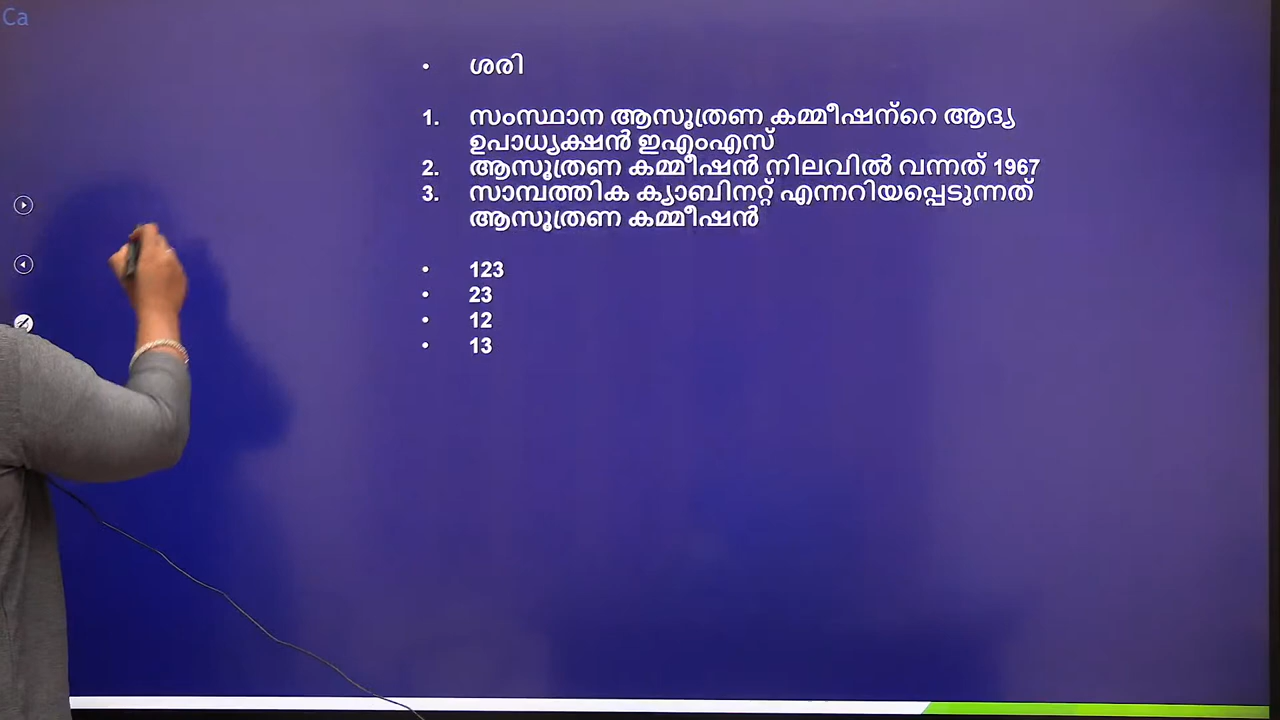 Ca
• ശരി
1. സംസ്ഥാന ആസൂത്രണ കമ്മീഷന്റെ ആദ്യ
ഉപാധ്യക്ഷൻ ഇഎംഎസ്
2. ആസൂത്രണ കമ്മീഷൻ നിലവിൽ വന്നത് 1967
3. സാമ്പത്തിക ക്യാബിനറ്റ് എന്നറിയപ്പെടുന്നത്
ആസൂത്രണ കമ്മീഷൻ
• 123
• 23
• 12
• 13